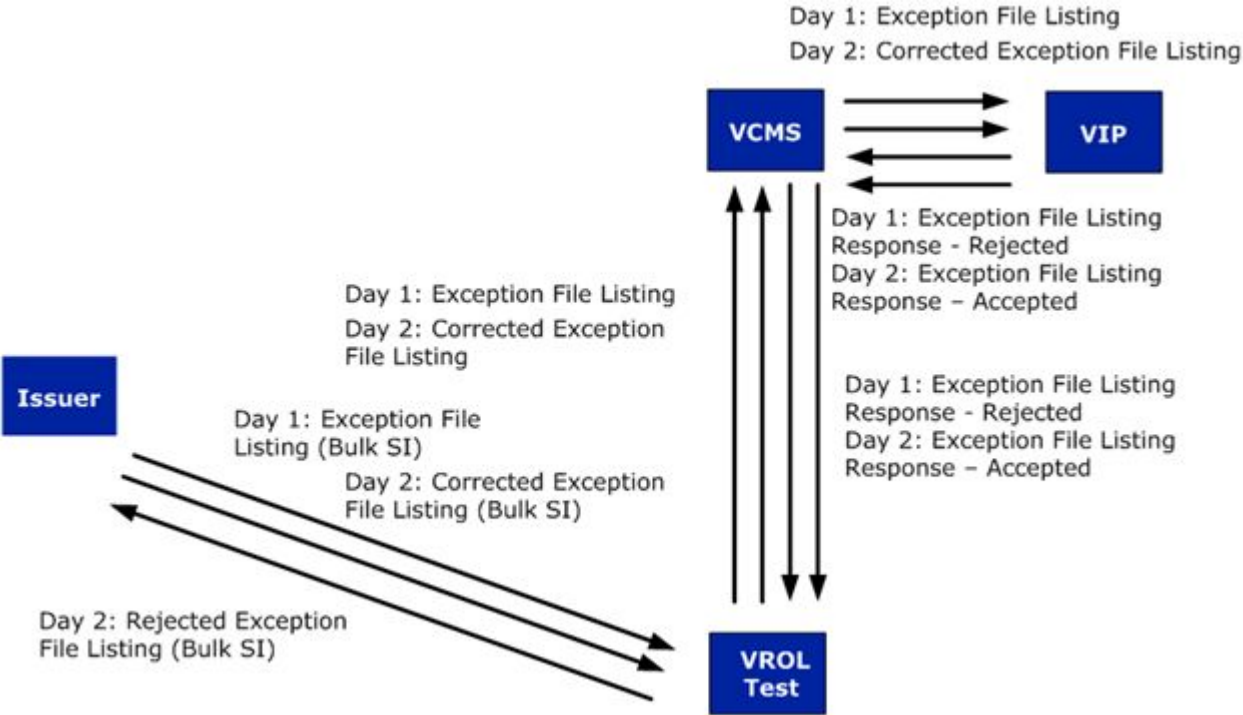 Day 1: Exception File Listing
Day 2: Corrected Exception File Listing
VCMS
VIP
Day 1: Exception File Listing
Response - Rejected
Day 2: Exception File Listing
Response – Accepted
Day 1: Exception File Listing
Day 2: Corrected Exception
File Listing
Issuer
Day 1: Exception File
Listing (Bulk SI)
Day 2: Corrected Exception
File Listing (Bulk SI)
Day 1: Exception File Listing
Response - Rejected
Day 2: Exception File Listing
Response – Accepted
Day 2: Rejected Exception
File Listing (Bulk SI)
VROL
Test